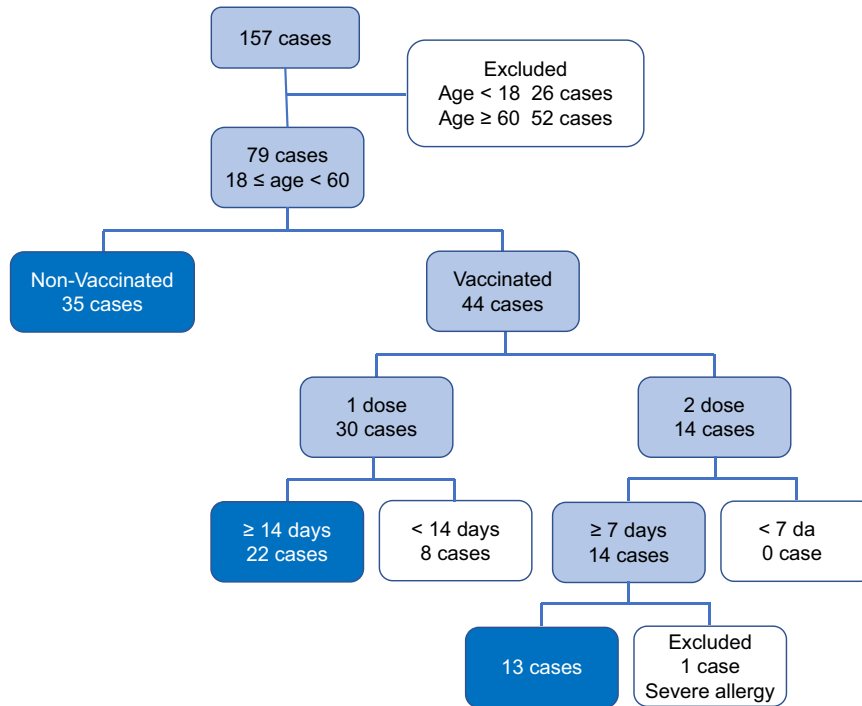 157 cases
Excluded
Age < 18 26 cases
Age ≥ 60 52 cases
79 cases
18 ≤ age < 60
Non-Vaccinated
35 cases
Vaccinated
44 cases
1 dose
30 cases
2 dose
14 cases
≥ 14 days
22 cases
< 14 days
8 cases
≥ 7 days
14 cases
< 7 da
0 case
13 cases
Excluded
1 case
Severe allergy